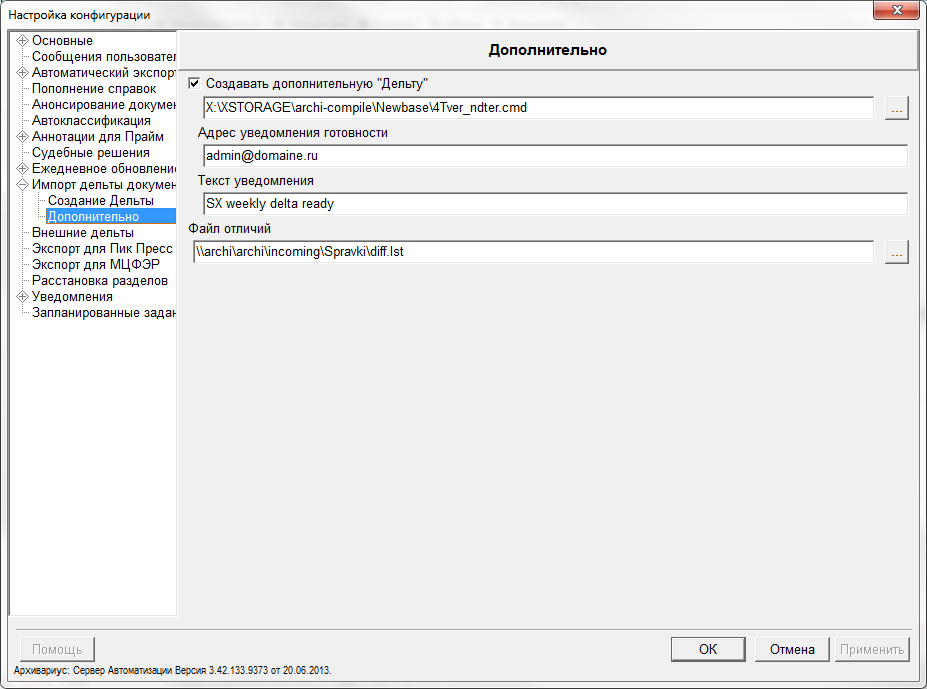 Настройка конфигурации
Основные
Сообщения пользовател
Автоматический экспорт
Пополнение справок
Анонсирование докумен
Автоклассификация
Аннотации для Прайм
Судебные решения
Ежедневное обновление
Импорт дельты докумен
Создание Дельты
Дополнительно
Внешние дельты
Экспорт для Пик Пресс
Экспорт для МЦФЭР
Расстановка разделов
Уведомления
Запланированные задан
Дополнительно
Создавать дополнительную "Дельту"
X:\XSTORAGE\archi-compile\Newbase\4Tver_ndter.cmd
...
Адрес уведомления готовности
admin@domaine.ru
Текст уведомления
SX weekly delta ready
Файл отличий
\\archi\archi\incoming\Spravki\diff.lst
...
Помощь
OK
Отмена
Применить
Архивариус: Сервер Автоматизации Версия 3.42.133.9373 от 20.06.2013.